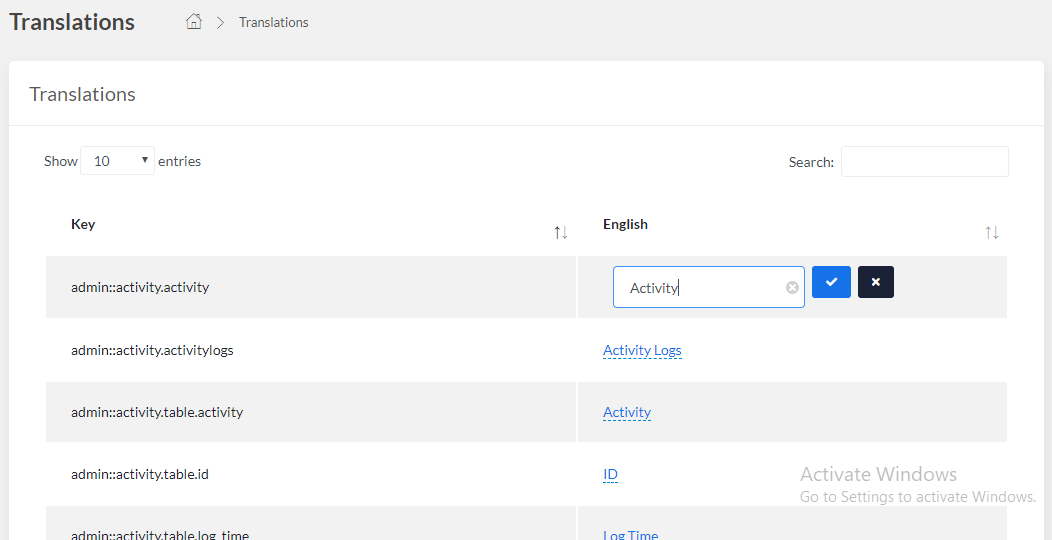 Translations
Translations
Translations
Show 10 entries
Search:
Key
English
admin::activity.activity
Activity
admin::activity.activitylogs
Activity Logs
admin::activity.table.activity
Activity
admin::activity.table.id
ID
Activate Windows
Go to Settings to activate Windows.
admin::activity.table.log_time
Log Time